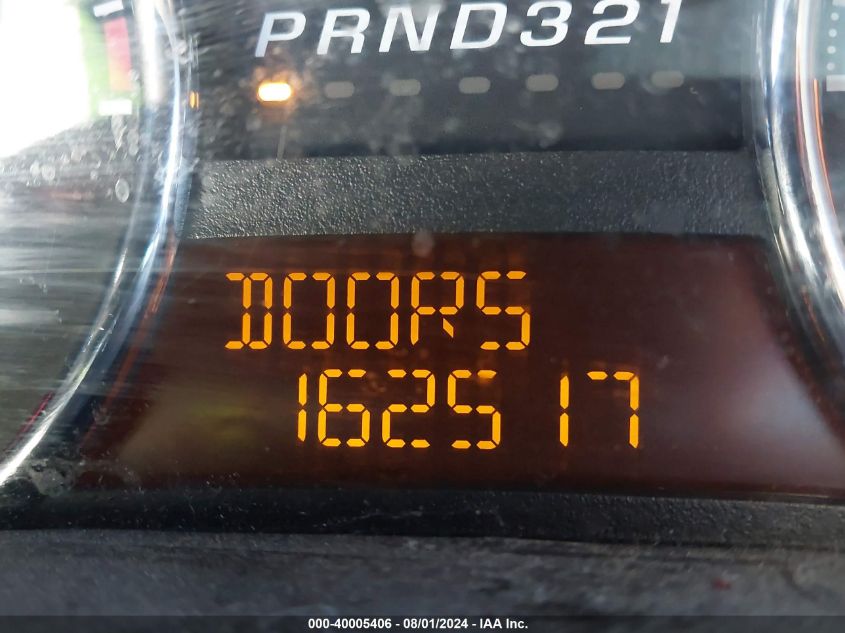 PRND321
DOORS
162517
000-40005406 - 08/01/2024 - IAA Inc.